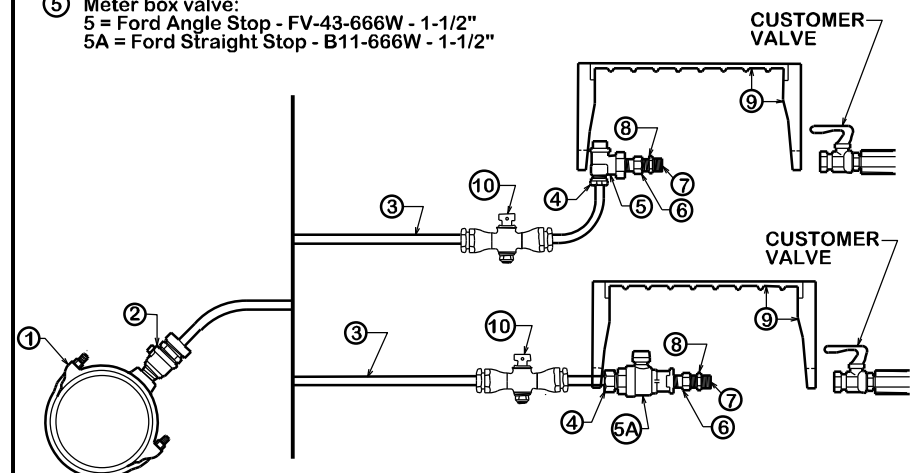 ⑤ Meter box valve:
5 = Ford Angle Stop - FV-43-666W - 1-1/2"
5A = Ford Straight Stop - B11-666W - 1-1/2"
CUSTOMER
VALVE
9
8
10
7
3
4
5
6
CUSTOMER
VALVE
2
10
9
1
3
8
7
4
5A
6